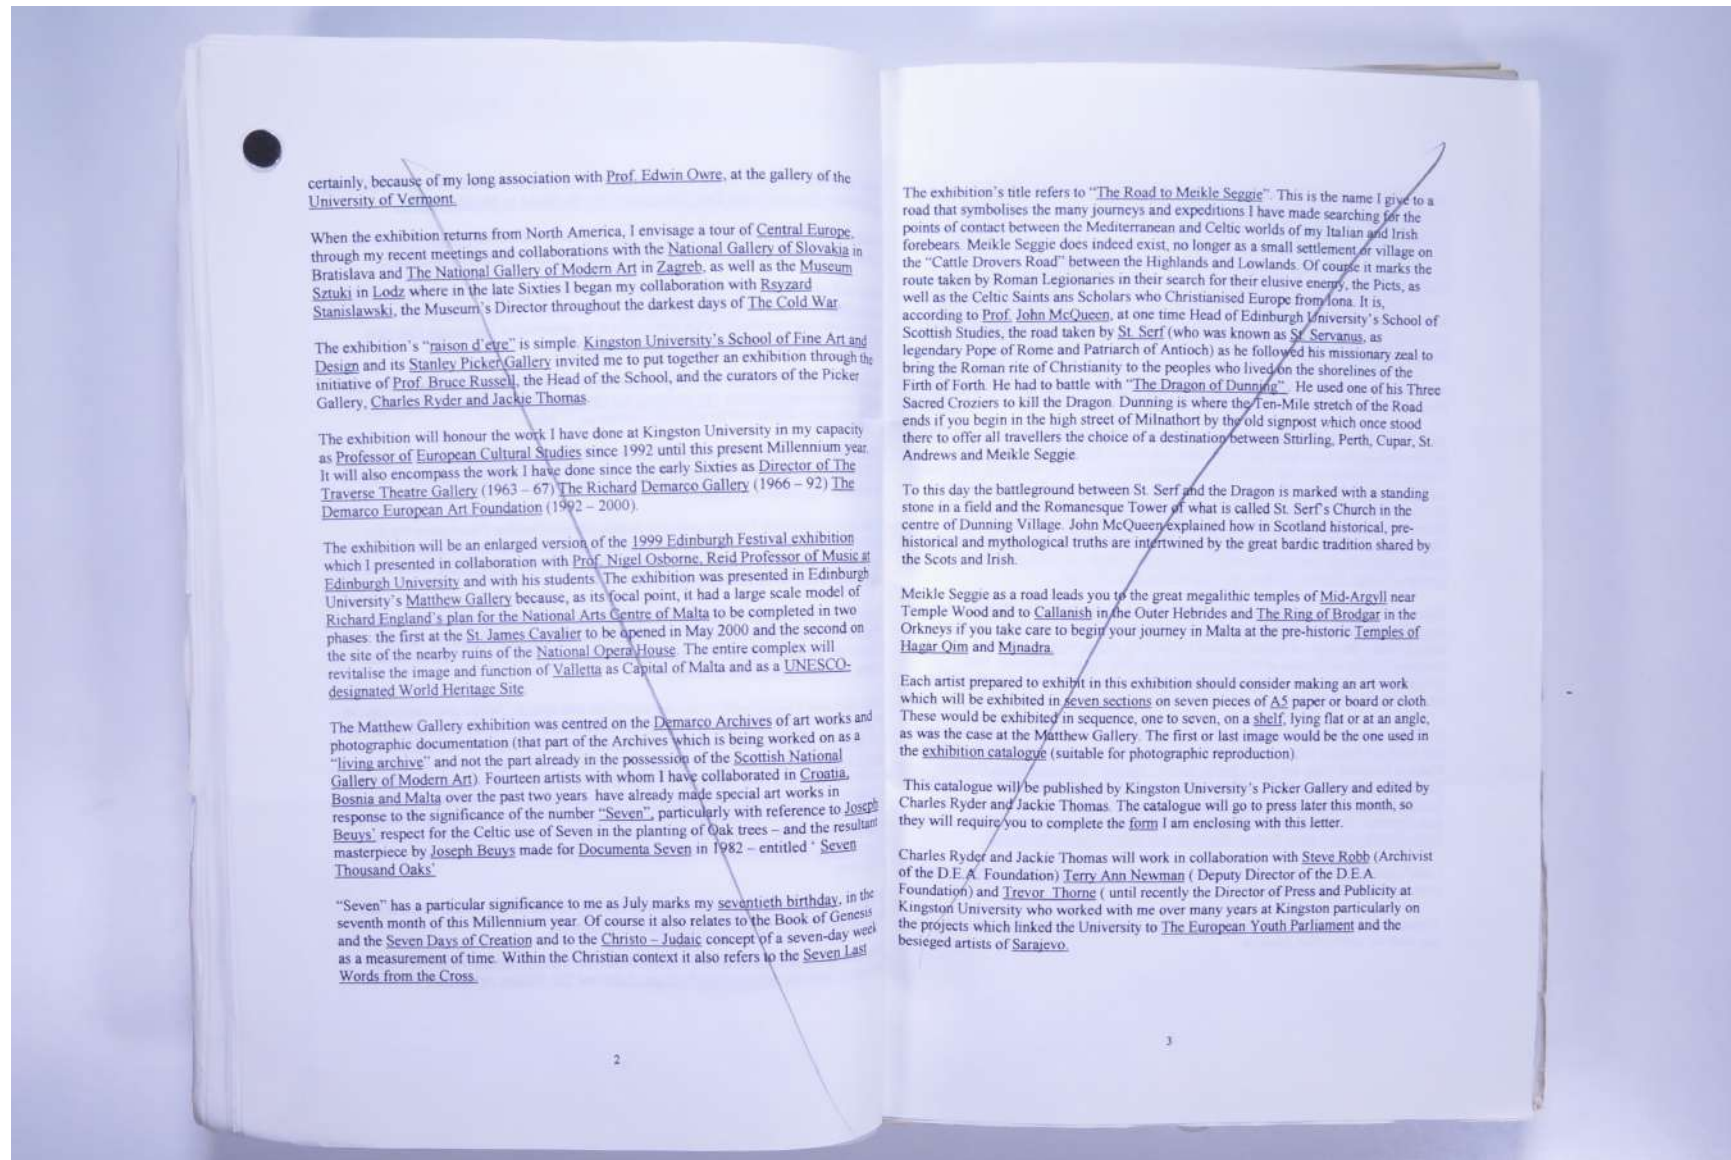 certainly, because of my long association with Prof. Edwin Owre, at the gallery of the
University of Vermont.
When the exhibition returns from North America, I envisage a tour of Central Europe,
through my recent meetings and collaborations with the National Gallery of Slovakia in
Bratislava and The National Gallery of Modern Art in Zagreb, as well as the Museum
Sztuki in Lodz where in the late Sixties I began my collaboration with Rsyzard
Stanislawski, the Museum's Director throughout the darkest days of The Cold War.
The exhibition's "raison d'etre" is simple. Kingston University's School of Fine Art and
Design and its Stanley Picker Gallery invited me to put together an exhibition through the
initiative of Prof. Bruce Russell, the Head of the School, and the curators of the Picker
Gallery, Charles Ryder and Jackie Thomas.
The exhibition will honour the work I have done at Kingston University in my capacity
as Professor of European Cultural Studies since 1992 until this present Millennium year.
It will also encompass the work I have done since the early Sixties as Director of The
Traverse Theatre Gallery (1963 – 67) The Richard Demarco Gallery (1966 – 92) The
Demarco European Art Foundation (1992 – 2000).
The exhibition will be an enlarged version of the 1999 Edinburgh Festival exhibition
which I presented in collaboration with Prof. Nigel Osborne, Reid Professor of Music at
Edinburgh University and with his students. The exhibition was presented in Edinburgh
University's Matthew Gallery because, as its focal point, it had a large scale model of
Richard England's plan for the National Arts Centre of Malta to be completed in two
phases: the first at the St. James Cavalier to be opened in May 2000 and the second on
the site of the nearby ruins of the National Opera House. The entire complex will
revitalise the image and function of Valletta as Capital of Malta and as a UNESCO-
designated World Heritage Site.
The Matthew Gallery exhibition was centred on the Demarco Archives of art works and
photographic documentation (that part of the Archives which is being worked on as a
"living archive" and not the part already in the possession of the Scottish National
Gallery of Modern Art). Fourteen artists with whom I have collaborated in Croatia,
Bosnia and Malta over the past two years have already made special art works in
response to the significance of the number "Seven", particularly with reference to Joseph
Beuys' respect for the Celtic use of Seven in the planting of Oak trees – and the resultant
masterpiece by Joseph Beuys made for Documenta Seven in 1982 – entitled ' Seven
Thousand Oaks'
"Seven" has a particular significance to me as July marks my seventieth birthday, in the
seventh month of this Millennium year. Of course it also relates to the Book of Genesis
and the Seven Days of Creation and to the Christo – Judaic concept of a seven-day week
as a measurement of time. Within the Christian context it also refers to the Seven Last
Words from the Cross.
2
The exhibition's title refers to "The Road to Meikle Seggie". This is the name I give to a
road that symbolises the many journeys and expeditions I have made searching for the
points of contact between the Mediterranean and Celtic worlds of my Italian and Irish
forebears. Meikle Seggie does indeed exist, no longer as a small settlement or village on
the "Cattle Drovers Road" between the Highlands and Lowlands. Of course it marks the
route taken by Roman Legionaries in their search for their elusive enemy, the Picts, as
well as the Celtic Saints ans Scholars who Christianised Europe from Iona. It is,
according to Prof. John McQueen, at one time Head of Edinburgh University's School of
Scottish Studies, the road taken by St. Serf (who was known as St. Servanus, as
legendary Pope of Rome and Patriarch of Antioch) as he followed his missionary zeal to
bring the Roman rite of Christianity to the peoples who lived on the shorelines of the
Firth of Forth. He had to battle with "The Dragon of Dunning". He used one of his Three
Sacred Croziers to kill the Dragon. Dunning is where the Ten-Mile stretch of the Road
ends if you begin in the high street of Milnathort by the old signpost which once stood
there to offer all travellers the choice of a destination between Sttirling, Perth, Cupar, St.
Andrews and Meikle Seggie.
To this day the battleground between St. Serf and the Dragon is marked with a standing
stone in a field and the Romanesque Tower of what is called St. Serf's Church in the
centre of Dunning Village. John McQueen explained how in Scotland historical, pre-
historical and mythological truths are intertwined by the great bardic tradition shared by
the Scots and Irish.
Meikle Seggie as a road leads you to the great megalithic temples of Mid-Argyll near
Temple Wood and to Callanish in the Outer Hebrides and The Ring of Brodgar in the
Orkneys if you take care to begin your journey in Malta at the pre-historic Temples of
Hagar Qim and Mjnadra.
Each artist prepared to exhibit in this exhibition should consider making an art work
which will be exhibited in seven sections on seven pieces of A5 paper or board or cloth.
These would be exhibited in sequence, one to seven, on a shelf, lying flat or at an angle,
as was the case at the Matthew Gallery. The first or last image would be the one used in
the exhibition catalogue (suitable for photographic reproduction).
This catalogue will be published by Kingston University's Picker Gallery and edited by
Charles Ryder and Jackie Thomas. The catalogue will go to press later this month, so
they will require you to complete the form I am enclosing with this letter.
Charles Ryder and Jackie Thomas will work in collaboration with Steve Robb (Archivist
of the D.E.A. Foundation) Terry Ann Newman ( Deputy Director of the D.E.A.
Foundation) and Trevor Thorne ( until recently the Director of Press and Publicity at
Kingston University who worked with me over many years at Kingston particularly on
the projects which linked the University to The European Youth Parliament and the
besieged artists of Sarajevo.
3